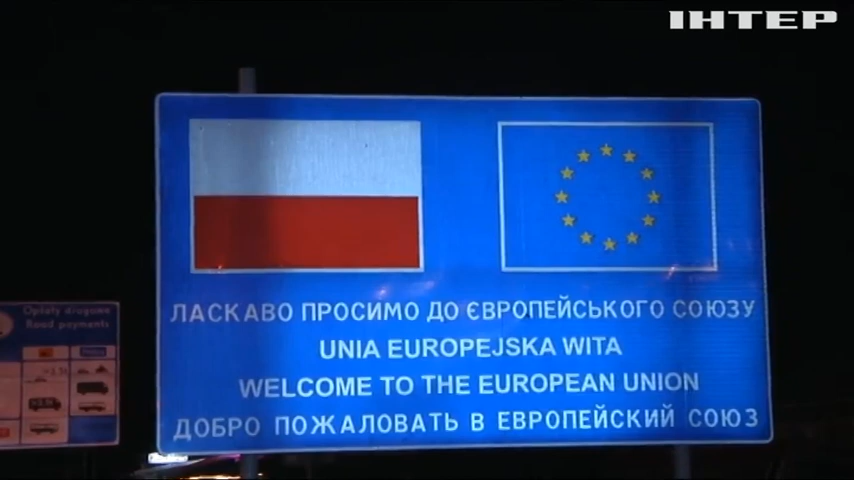 ІНТЕР
ЛАСКАВО ПРОСИМО ДО ЄВРОПЕЙСЬКОГО СОЮЗУ
UNIA EUROPEJSKA WITA
WELCOME TO THE EUROPEAN UNION
ДОБРО ПОЖАЛОВАТЬ В ЕВРОПЕЙСКИЙ СОЮЗ
Opłaty drogowe
Road payments